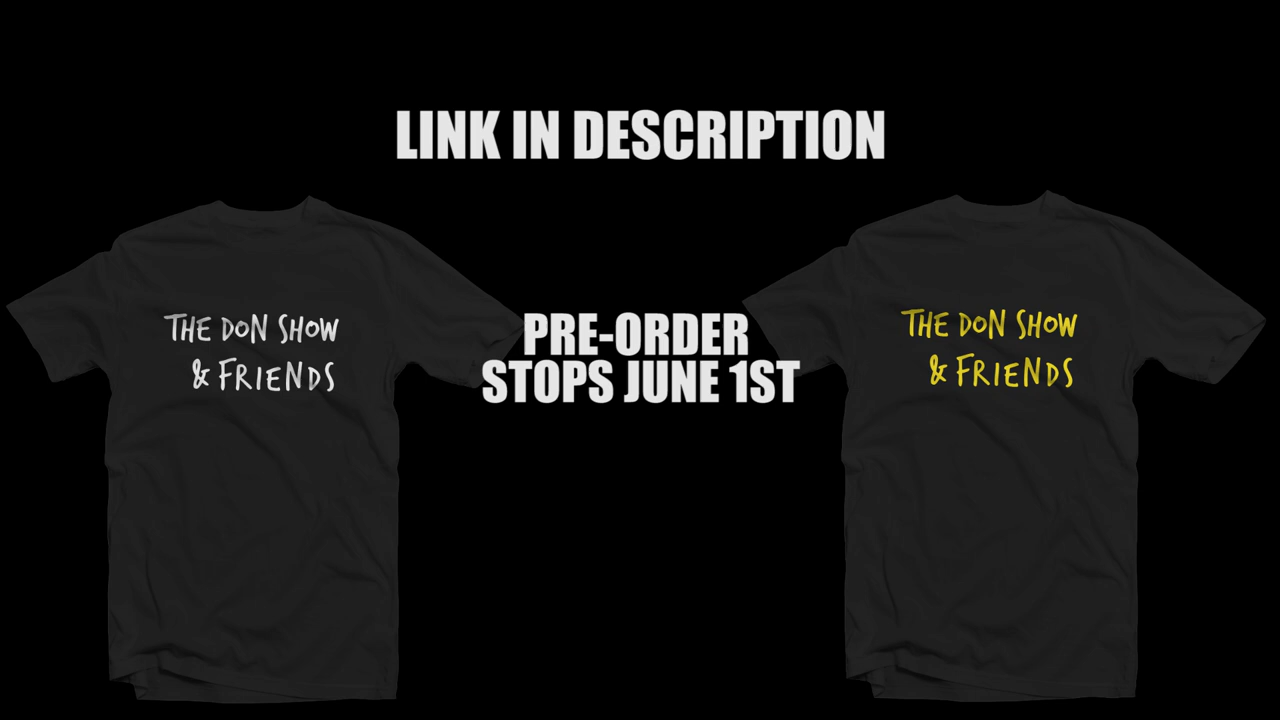 LINK IN DESCRIPTION
THE DON SHOW
& FRIENDS
PRE-ORDER
STOPS JUNE 1ST
THE DON SHOW
& FRIENDS